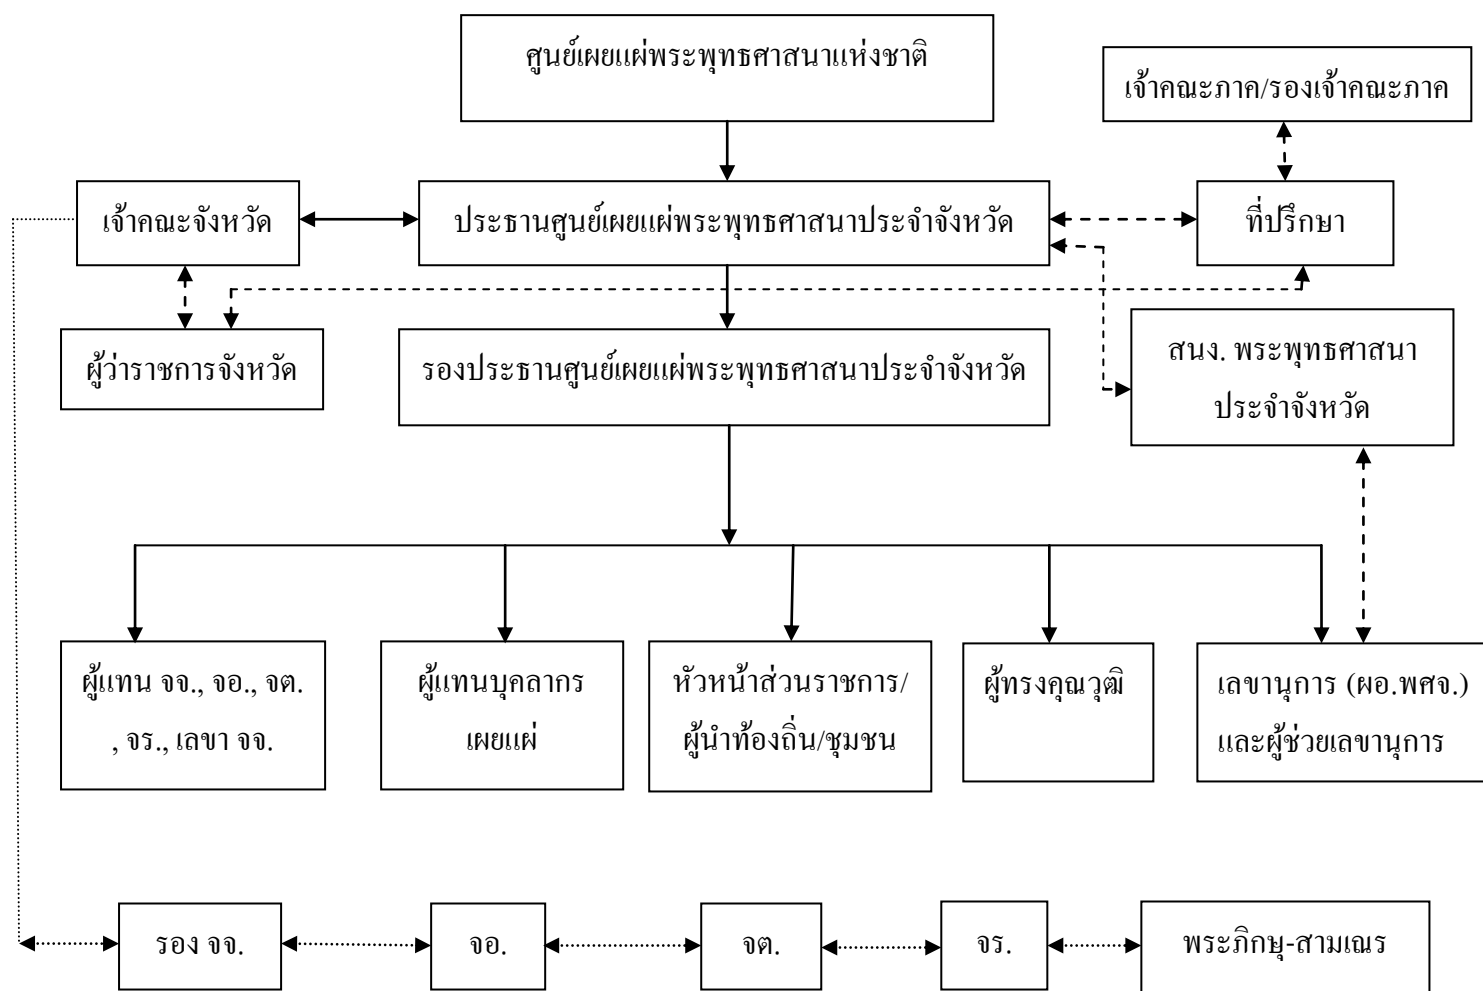 ศูนย์เผยแผ่พระพุทธศาสนาแห่งชาติ
เจ้าคณะภาค/รองเจ้าคณะภาค
เจ้าคณะจังหวัด
ประธานศูนย์เผยแผ่พระพุทธศาสนาประจำจังหวัด
ที่ปรึกษา
ผู้ว่าราชการจังหวัด
รองประธานศูนย์เผยแผ่พระพุทธศาสนาประจำจังหวัด
สนง. พระพุทธศาสนา
ประจำจังหวัด
ผู้แทน จจ., จอ., จต.
, จร., เลขา จจ.
ผู้แทนบุคลากร
เผยแผ่
หัวหน้าส่วนราชการ/
ผู้นำท้องถิ่น/ชุมชน
ผู้ทรงคุณวุฒิ
เลขานุการ (ผอ.พศจ.)
และผู้ช่วยเลขานุการ
รอง จจ.
จอ.
จต.
จร.
พระภิกษุ-สามเณร